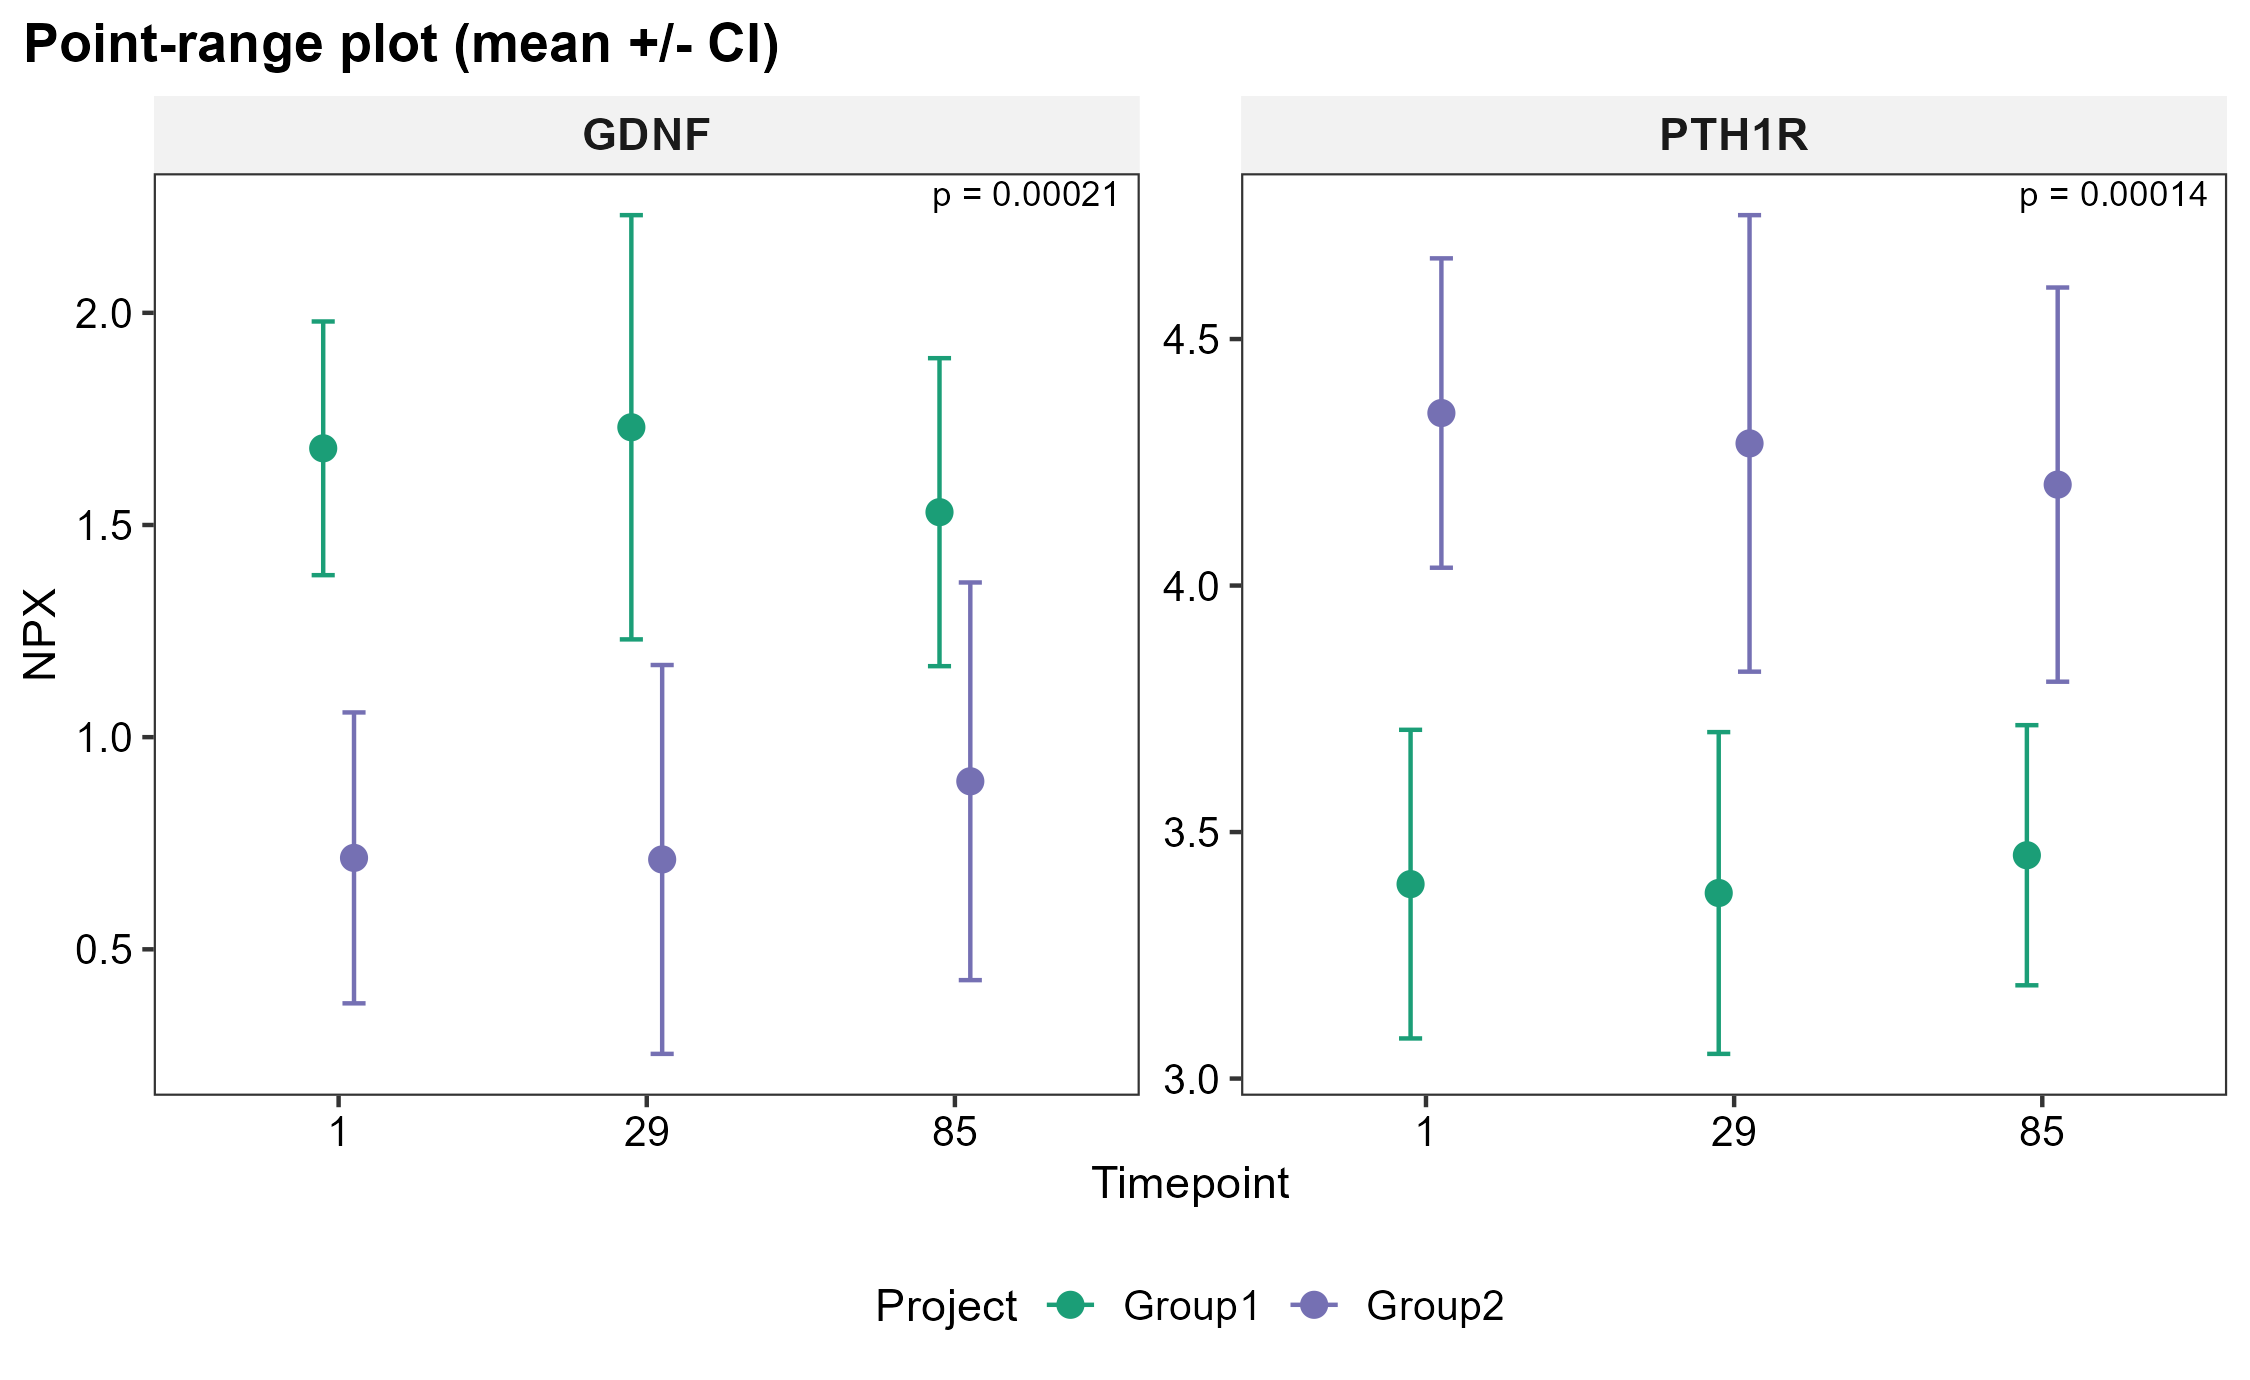 Point-range plot (mean +/- CI)
GDNF
PTH1R
p = 0.00021
p = 0.00014
NPX
2.0
1.5
1.0
0.5
4.5
4.0
3.5
3.0
1 29 85
1 29 85
Timepoint
Project Group1 Group2